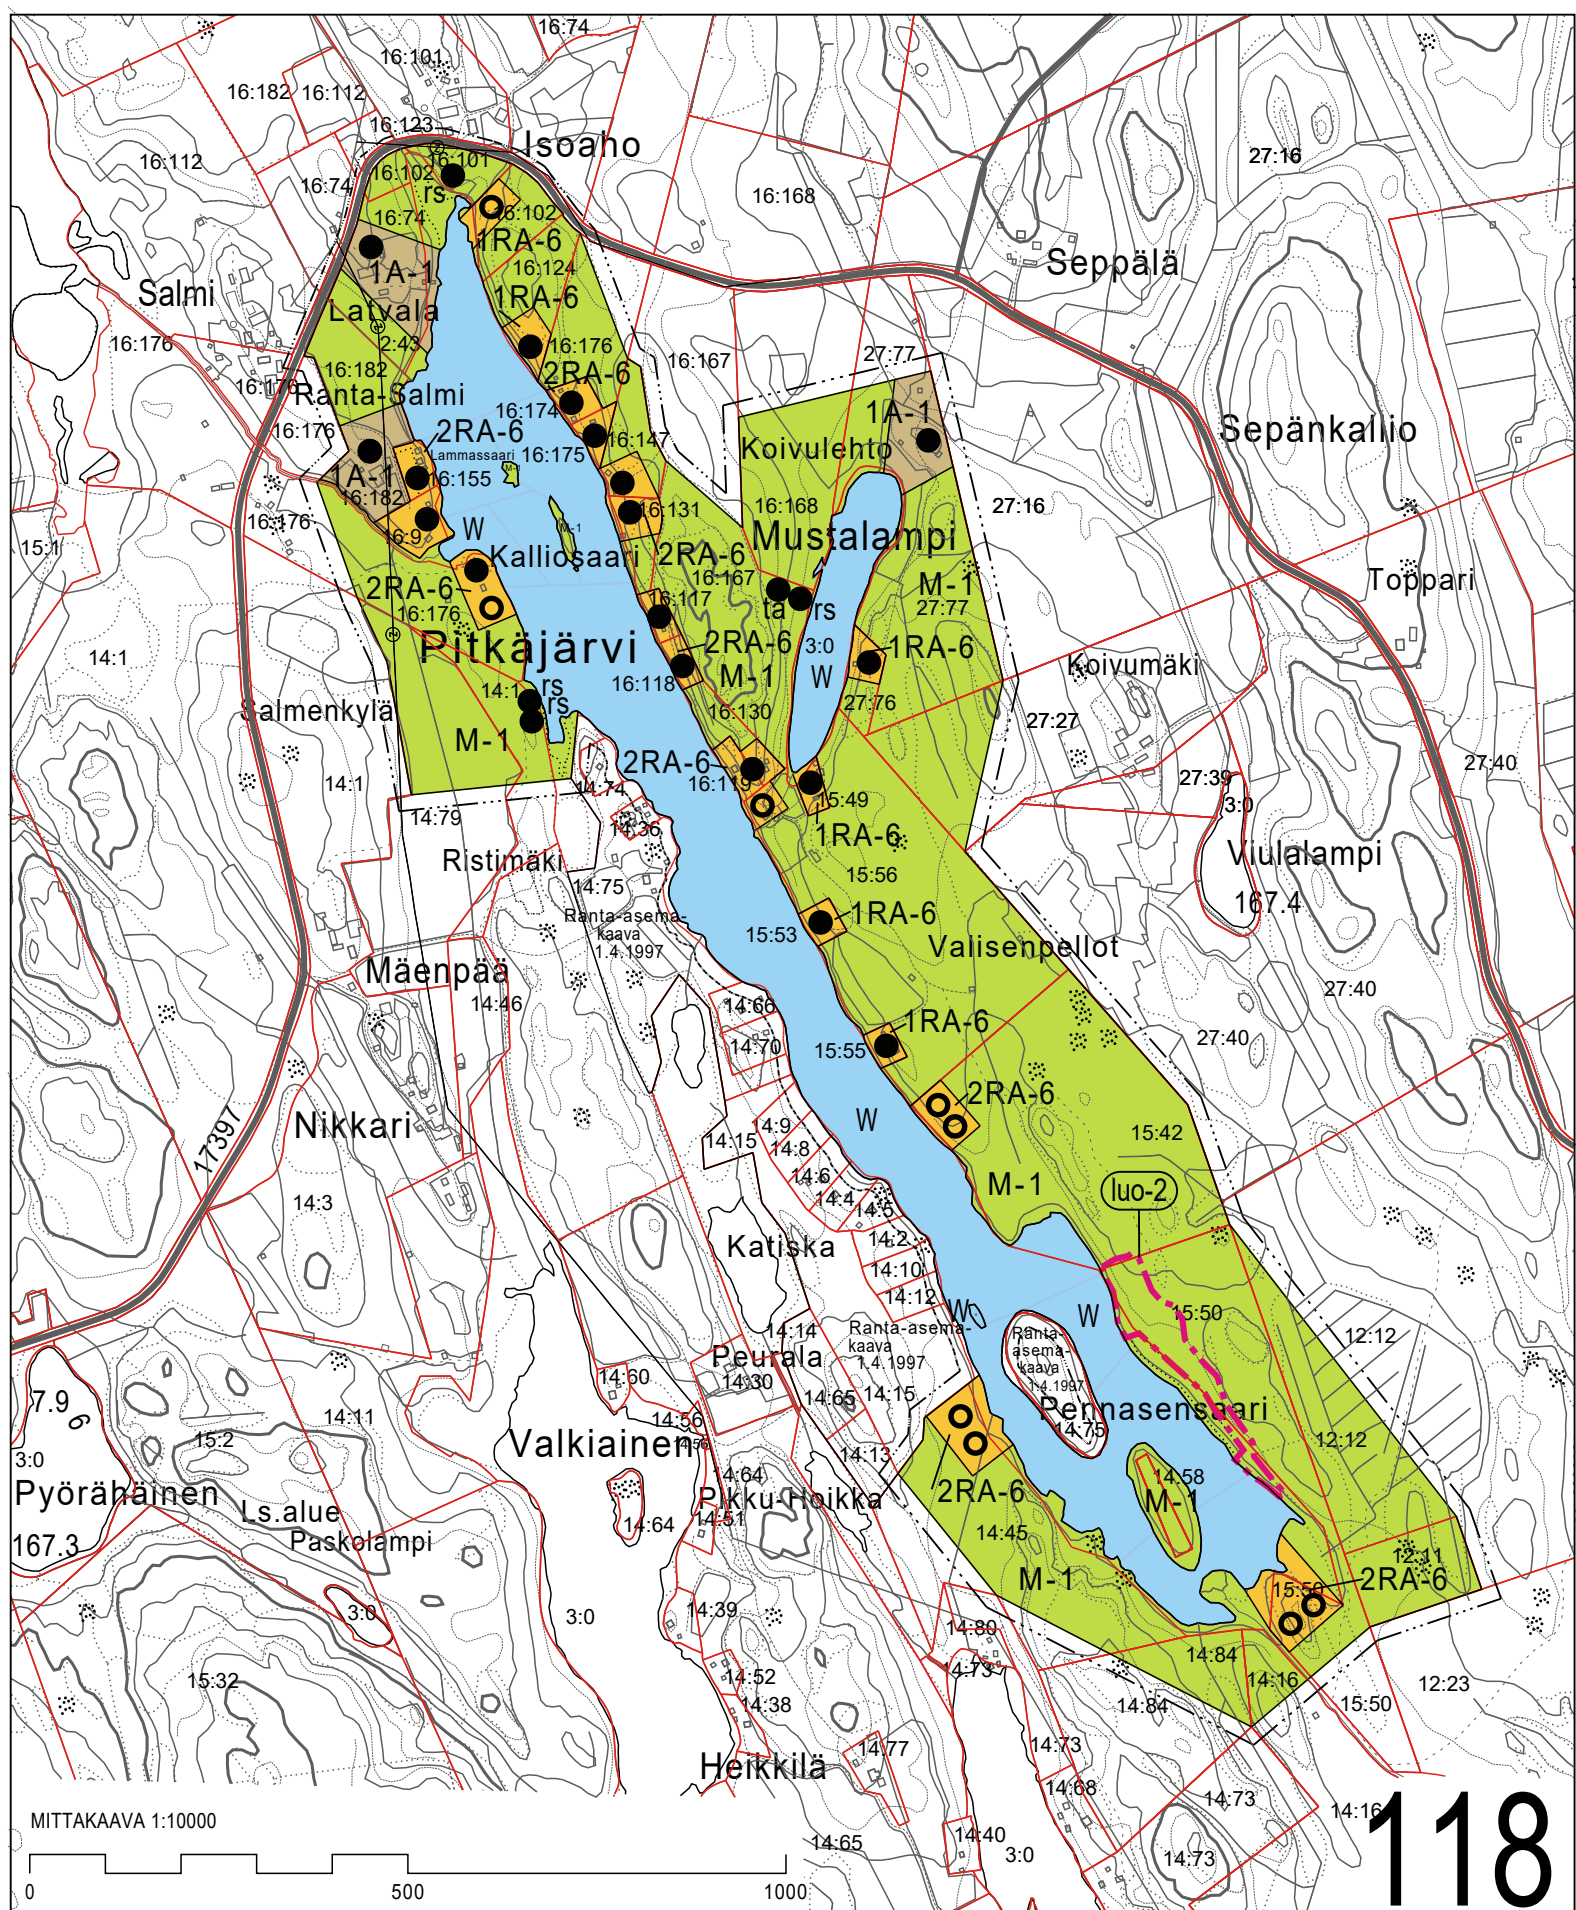 16:74
16:101
16:182
16:112
16:123
Isoaho
16:112
16:101
16:102
rs
16:74
27:16
16:168
16:102
1RA-6
16:74
1A-1
16:124
Seppälä
Salmi
1RA-6
Latvala
16:176
2:43
16:176
27:77
16:167
16:182
2RA-6
16:176
Ranta-Salmi
16:174
1A-1
16:176
2RA-6
16:147
Sepänkallio
Lammassaari
16:175
Koivulehto
M-1
1A-1
16:155
16:182
16:131
16:168
27:16
16:176
M-1
W
16:9
Mustalampi
15:1
Kalliosaari
2RA-6
16:167
M-1
Toppari
2RA-6
16:117
ta
rs
27:77
16:176
Pitkäjärvi
2RA-6
3:0
1RA-6
14:1
Koivumäki
M-1
W
14:1
rs
16:118
rs
27:76
Salmenkylä
16:130
27:27
M-1
2RA-6
27:40
14:1
14:74
16:119
27:39
3:0
15:49
14:79
14:36
1RA-6
Ristimäki
Viulalampi
14:75
15:56
167.4
Ranta-asema-
kaava
1.4.1997
1RA-6
15:53
Valisenpellot
Mäenpää
27:40
14:46
14:66
1RA-6
27:40
14:70
15:55
2RA-6
Nikkari
14:9
W
17397
14:15
14:8
15:42
14:6
M-1
luo-2
14:3
14:4
14:5
14:2
Katiska
14:10
14:12
W
W
15:50
14:14
Ranta-asema-
kaava
1.4.1997
Ranta-
asema-
kaava
1.4.1997
12:12
Peurala
14:60
14:30
7.9
6
14:65
14:15
Pennasensaari
14:11
14:56
14:75
15:2
Valkiainen
14:56
14:13
12:12
3:0
14:64
14:58
Pyörähäinen
Pikku-Hoikka
2RA-6
M-1
Ls.alue
14:51
14:64
14:45
Paskolampi
167.3
12:11
M-1
15:50
2RA-6
3:0
14:39
3:0
14:80
14:84
14:73
14:16
15:32
14:52
12:23
14:38
14:84
15:50
14:73
14:77
Heikkilä
14:68
14:73
14:16
MITTAKAAVA 1:10000
14:65
14:40
3:0
14:73
118
0
500
1000